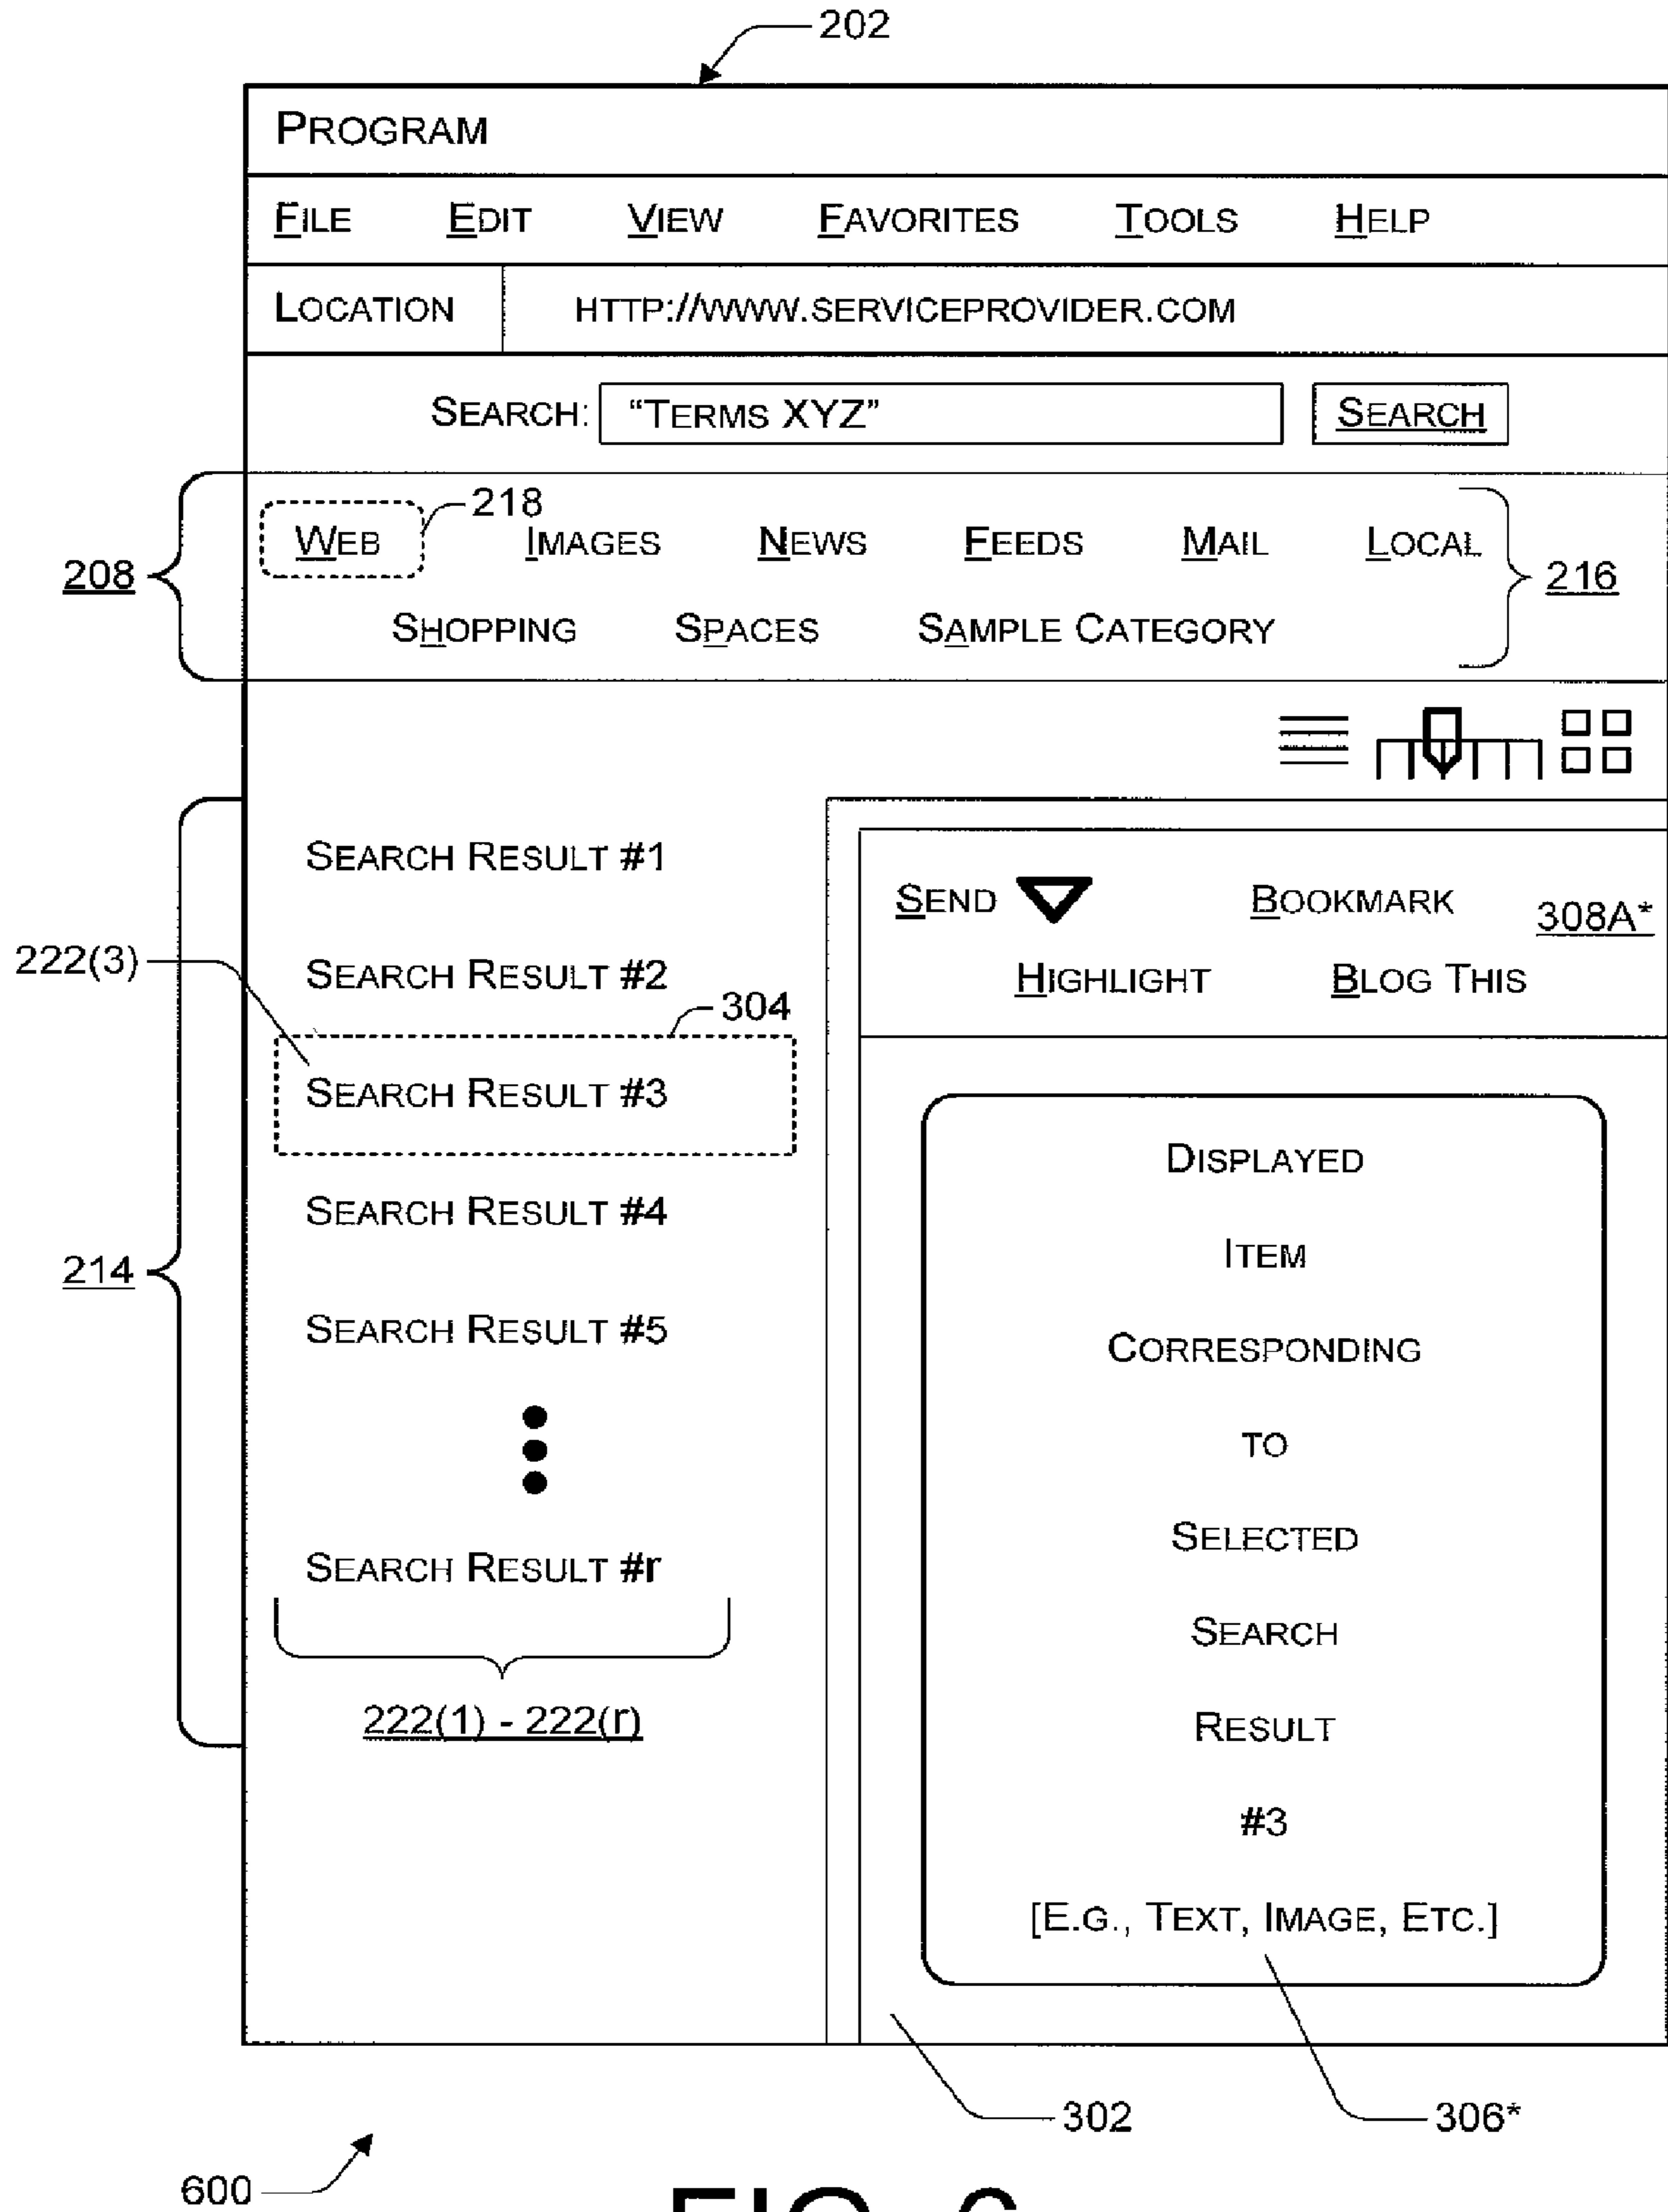 202
PROGRAM
FILE EDIT VIEW FAVORITES TOOLS HELP
LOCATION HTTP://WWW.SERVICEPROVIDER.COM
SEARCH: "TERMS XYZ" SEARCH
218
WEB IMAGES NEWS FEEDS MAIL LOCAL
208
216
SHOPPING SPACES SAMPLE CATEGORY
SEARCH RESULT #1
SEND BOOKMARK 308A*
222(3)
SEARCH RESULT #2
HIGHLIGHT BLOG THIS
304
SEARCH RESULT #3
SEARCH RESULT #4
214
SEARCH RESULT #5
SEARCH RESULT #r
222(1) - 222(r)
DISPLAYED
ITEM
CORRESPONDING
TO
SELECTED
SEARCH
RESULT
#3
[E.G., TEXT, IMAGE, ETC.]
302
306*
600
FIG. 6